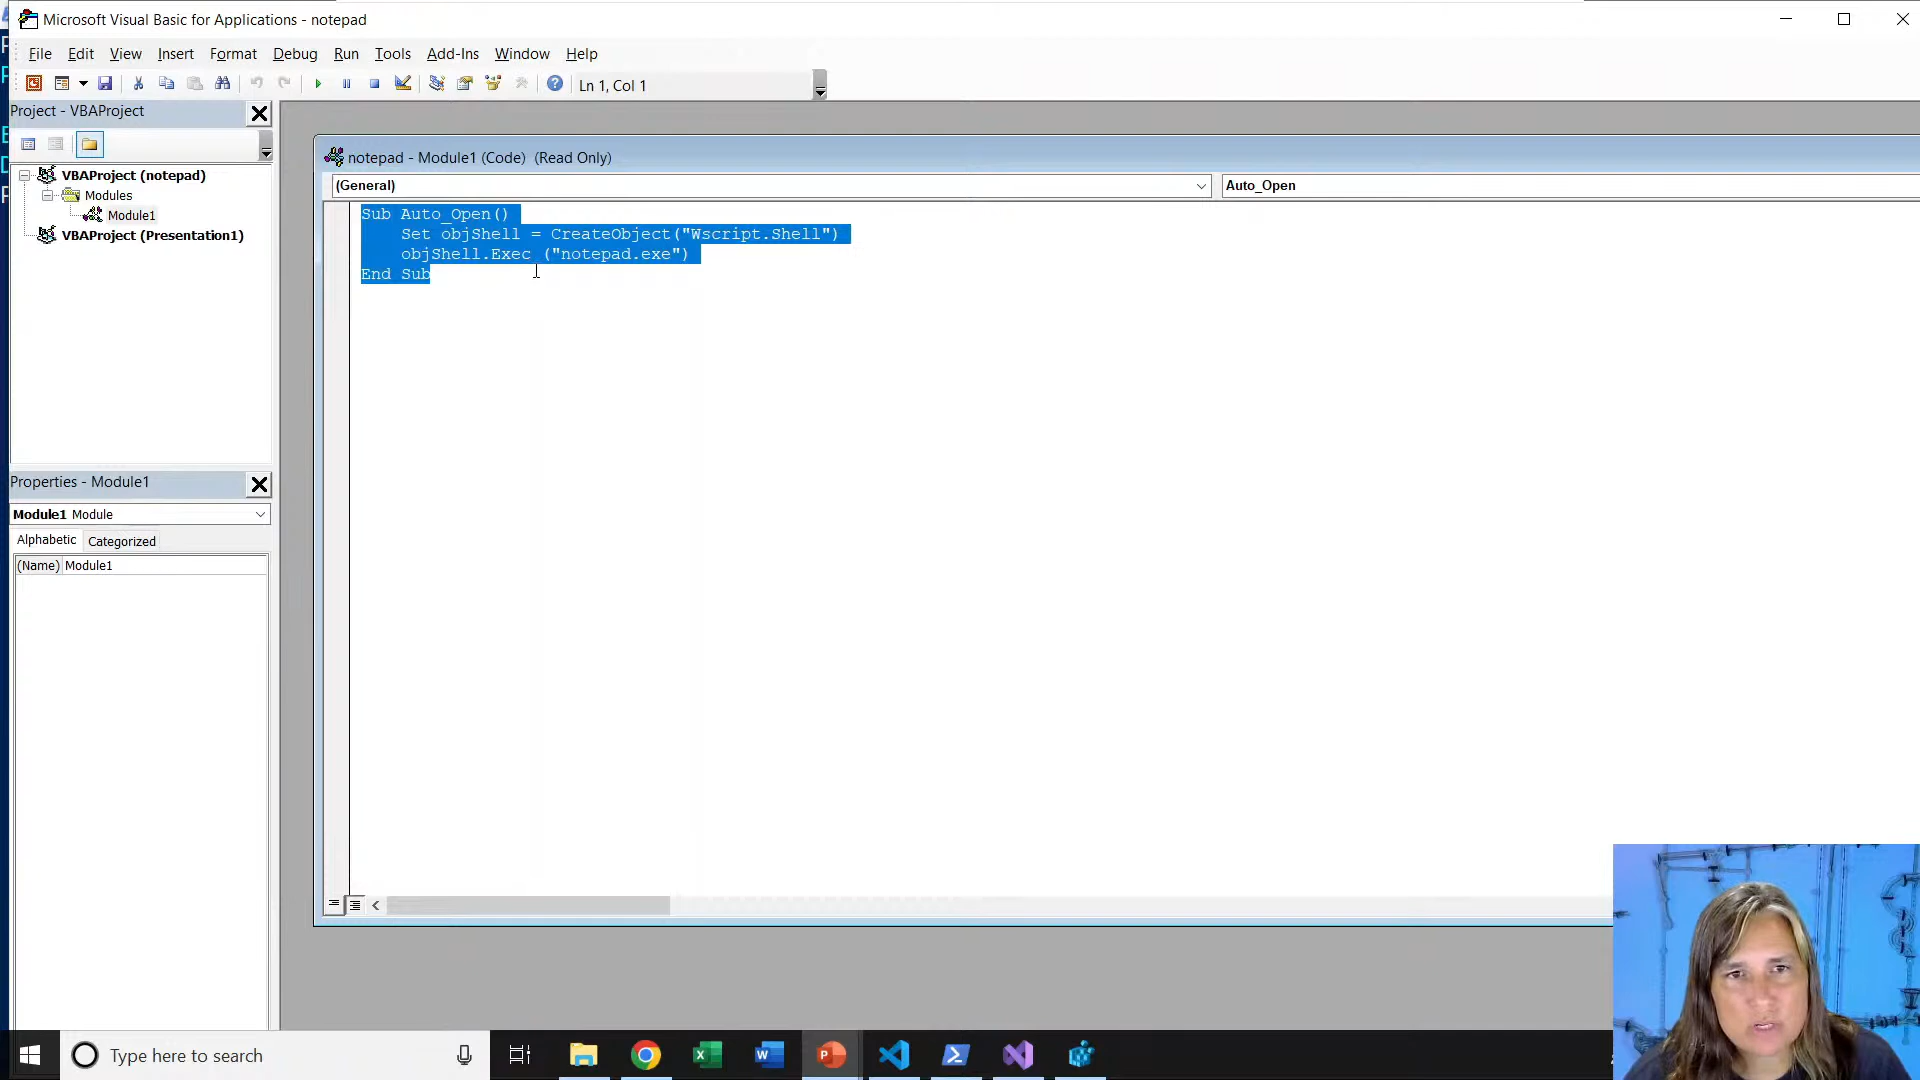 Microsoft Visual Basic for Applications - notepad
File Edit View Insert Format Debug Run Tools Add-Ins Window Help
Ln 1, Col 1
Project - VBAProject
VBAProject (notepad)
Modules
Module1
VBAProject (Presentation1)
Properties - Module1
Module1 Module
Alphabetic Categorized
(Name) Module1
notepad - Module1 (Code) (Read Only)
(General) Auto_Open
Sub Auto_Open()
    Set objShell = CreateObject("Wscript.Shell")
    objShell.Exec ("notepad.exe")
End Sub
Type here to search